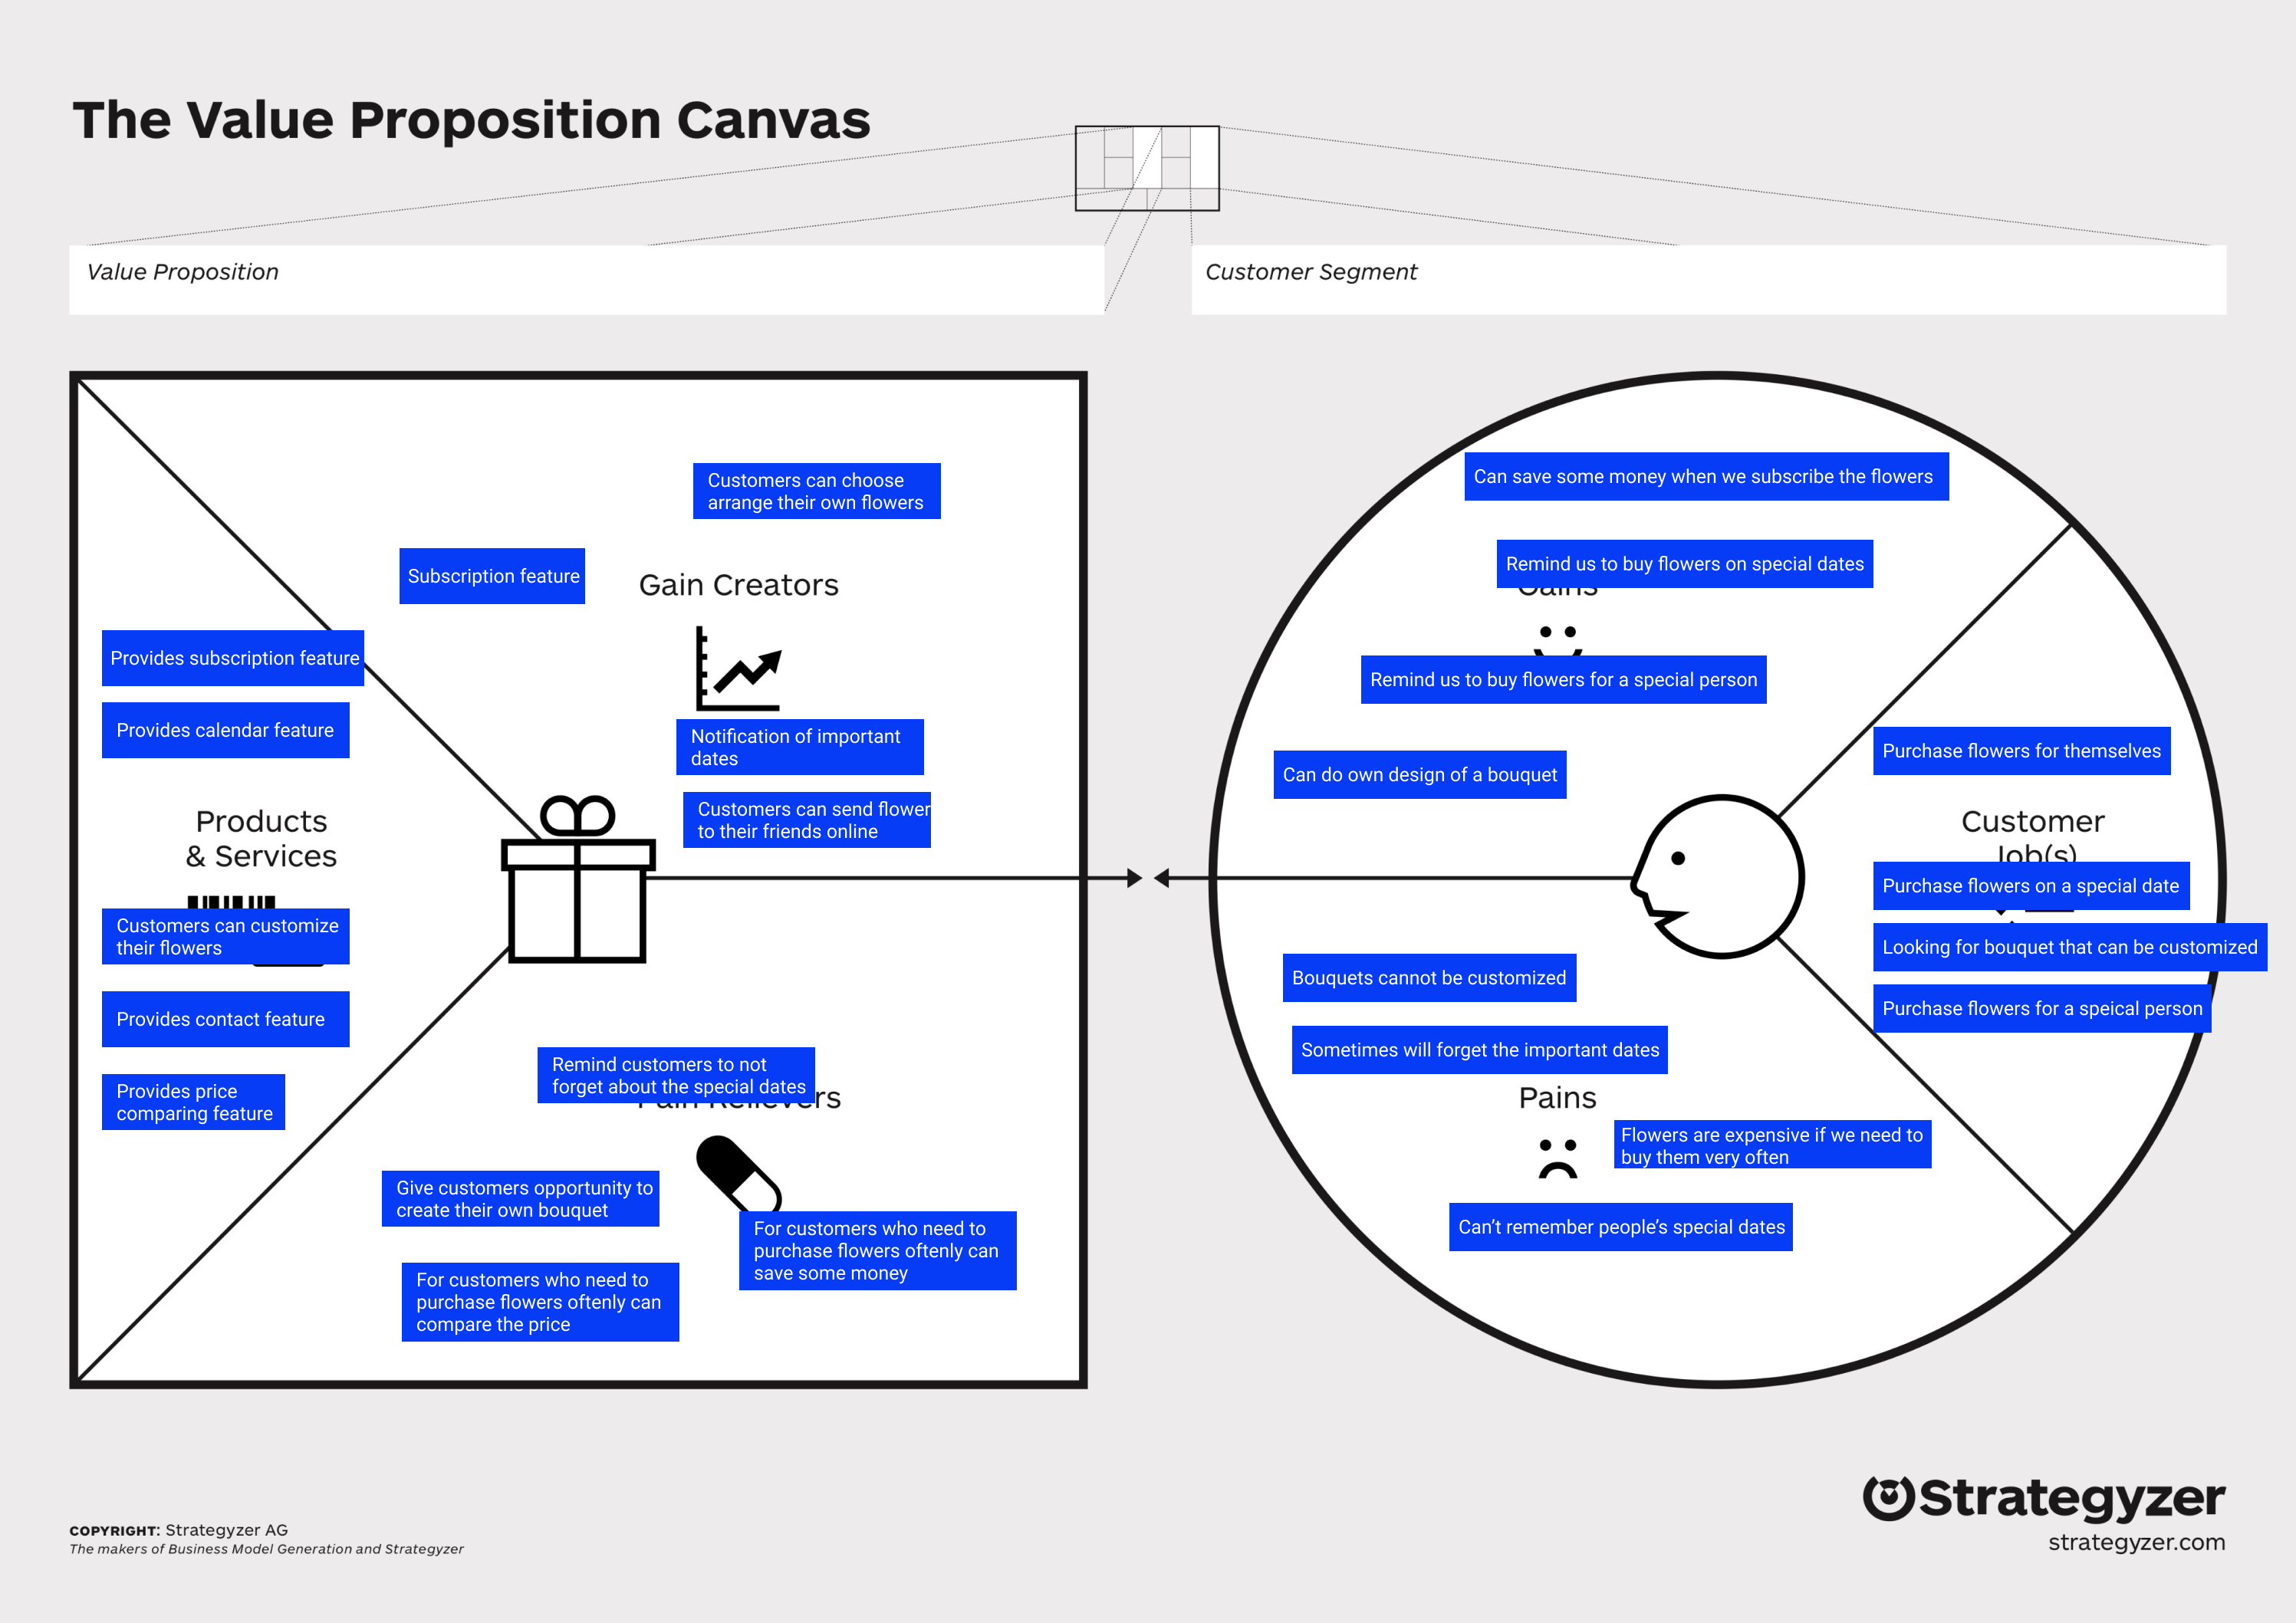 The Value Proposition Canvas
Value Proposition
Customer Segment
Customers can choose
arrange their own flowers
Subscription feature
Gain Creators
Provides subscription feature
Provides calendar feature
Notification of important
dates
Customers can send flower
to their friends online
Products
& Services
Customers can customize
their flowers
Provides contact feature
Provides price
comparing feature
Remind customers to not
forget about the special dates
Pain Relievers
Give customers opportunity to
create their own bouquet
For customers who need to
purchase flowers oftenly can
save some money
For customers who need to
purchase flowers oftenly can
compare the price
Can save some money when we subscribe the flowers
Remind us to buy flowers on special dates
Gains
Remind us to buy flowers for a special person
Can do own design of a bouquet
Purchase flowers for themselves
Customer
Job(s)
Purchase flowers on a special date
Looking for bouquet that can be customized
Purchase flowers for a speical person
Bouquets cannot be customized
Sometimes will forget the important dates
Pains
Flowers are expensive if we need to
buy them very often
Can't remember people's special dates
COPYRIGHT: Strategyzer AG
The makers of Business Model Generation and Strategyzer
Strategyzer
strategyzer.com